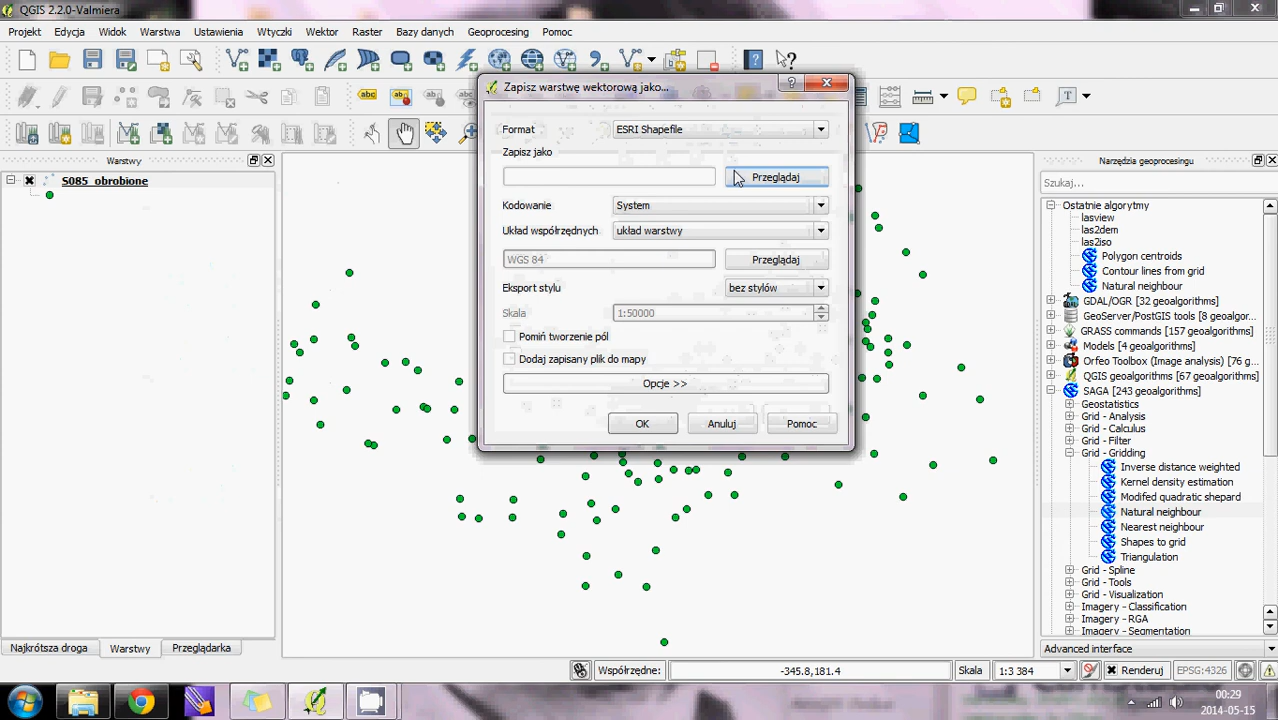 QGIS 2.2.0-Valmiera
Projekt Edycja Widok Warstwa Ustawienia Wtyczki Wektor Raster Bazy danych Geoprocesing Pomoc
abc abc abc
T
Warstwy
S085_obrobione
Zapisz warstwę wektorową jako...
Format ESRI Shapefile
Zapisz jako
Przeglądaj
Kodowanie System
Układ współrzędnych układ warstwy
WGS 84 Przeglądaj
Eksport stylu bez stylów
Skala 1:50000
Pomiń tworzenie pól
Dodaj zapisany plik do mapy
Opcje >>
OK Anuluj Pomoc
Narzędzia geoprocesingu
Szukaj...
Ostatnie algorytmy
lasview
las2dem
las2iso
Polygon centroids
Contour lines from grid
Natural neighbour
GDAL/OGR [32 geoalgorithms]
GeoServer/PostGIS tools [8 geoalg...
GRASS commands [157 geoalgorithms]
Models [4 geoalgorithms]
Orfeo Toolbox (Image analysis) [76 g...
QGIS geoalgorithms [67 geoalgorithms]
SAGA [243 geoalgorithms]
Geostatistics
Grid - Analysis
Grid - Calculus
Grid - Filter
Grid - Gridding
Inverse distance weighted
Kernel density estimation
Modifed quadratic shepard
Natural neighbour
Nearest neighbour
Shapes to grid
Triangulation
Grid - Spline
Grid - Tools
Grid - Visualization
Imagery - Classification
Imagery - RGA
Imagery - Segmentation
Advanced interface
Najkrótsza droga Warstwy Przeglądarka
Współrzędne: -345.8,181.4 Skala 1:3 384 Renderuj EPSG:4326
00:29
2014-05-15